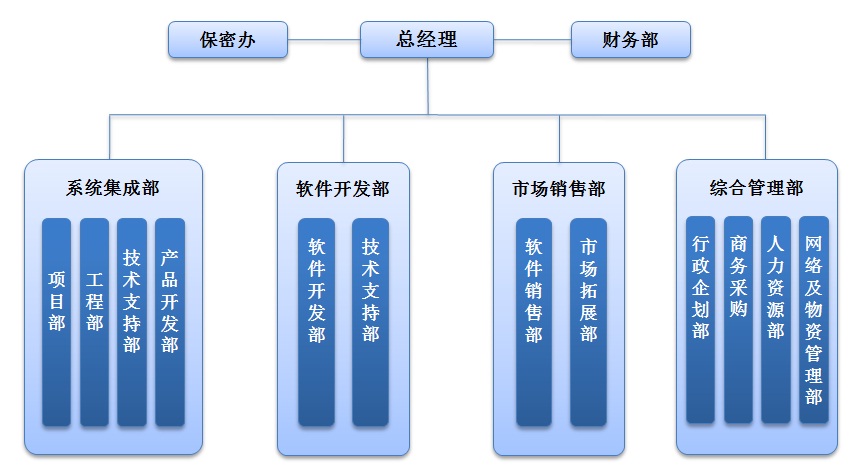 保密办
总经理
财务部
系统集成部
项目部
工程部
技术支持部
产品开发部
软件开发部
软件开发部
技术支持部
市场销售部
软件销售部
市场拓展部
综合管理部
行政企划部
商务采购
人力资源部
网络及物资管理部